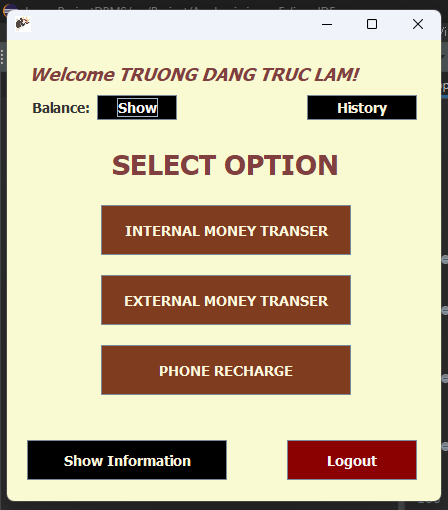 Welcome TRUONG DANG TRUC LAM!
Balance: Show History
SELECT OPTION
INTERNAL MONEY TRANSER
EXTERNAL MONEY TRANSER
PHONE RECHARGE
Show Information Logout